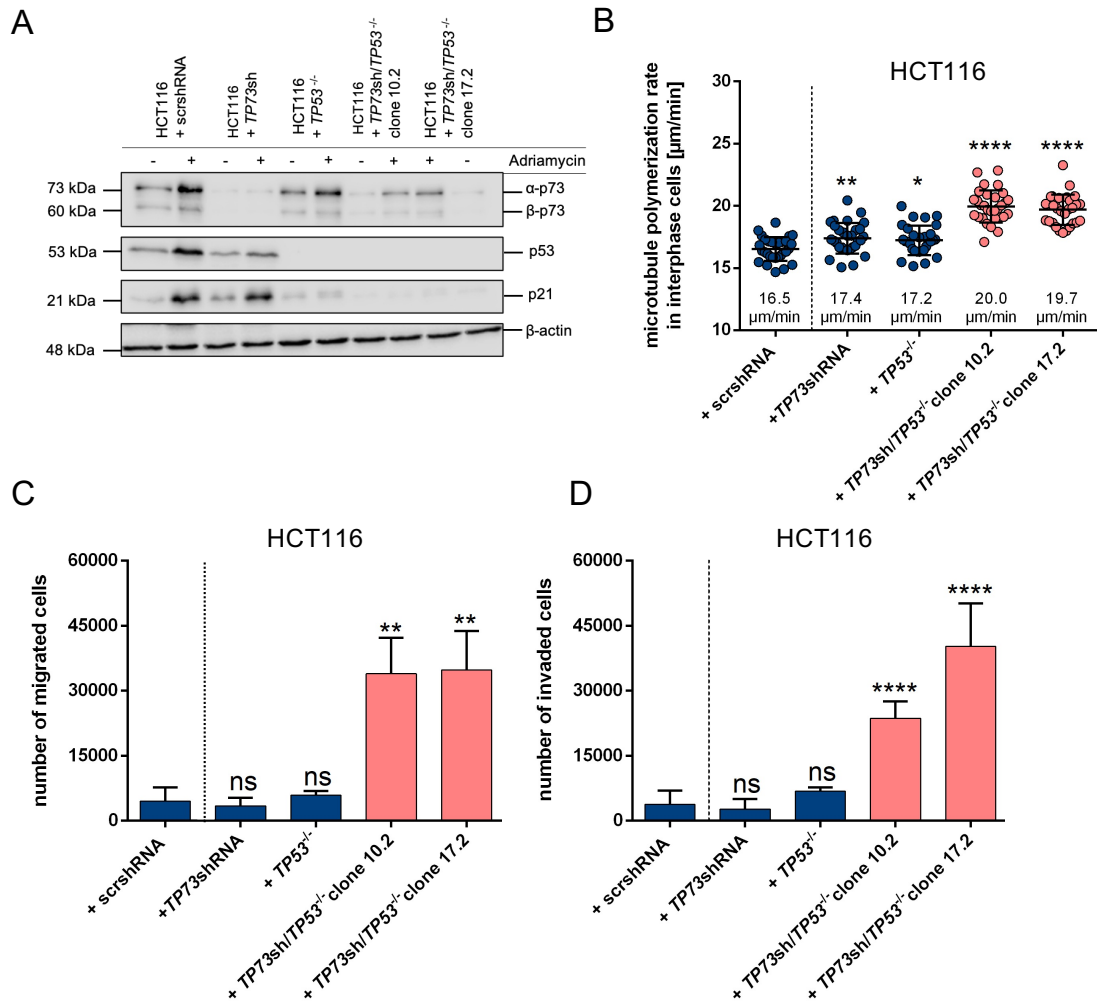 A
HCT116
+ scrshRNA
HCT116
+ TP73sh
HCT116
+ TP53-/-
HCT116
+ TP73sh/TP53-/-
clone 10.2
HCT116
+ TP73sh/TP53-/-
clone 17.2
- + - + - + - + + - Adriamycin
73 kDa α-p73
60 kDa β-p73
53 kDa p53
21 kDa p21
β-actin
48 kDa
B
HCT116
microtubule polymerization rate
in interphase cells [µm/min]
30
25
20
15
10
** * **** ****
16.5 17.4 17.2 20.0 19.7
µm/min µm/min µm/min µm/min µm/min
+ scrshRNA
+TP73shRNA
+ TP53-/-
+ TP73sh/TP53-/- clone 10.2
+ TP73sh/TP53-/- clone 17.2
C
HCT116
number of migrated cells
60000
45000
30000
15000
0
ns ns ** **
+ scrshRNA
+TP73shRNA
+ TP53-/-
+ TP73sh/TP53-/- clone 10.2
+ TP73sh/TP53-/- clone 17.2
D
HCT116
number of invaded cells
60000
45000
30000
15000
0
ns ns **** ****
+ scrshRNA
+ TP73shRNA
+ TP53-/-
+ TP73sh/TP53-/- clone 10.2
+ TP73sh/TP53-/- clone 17.2